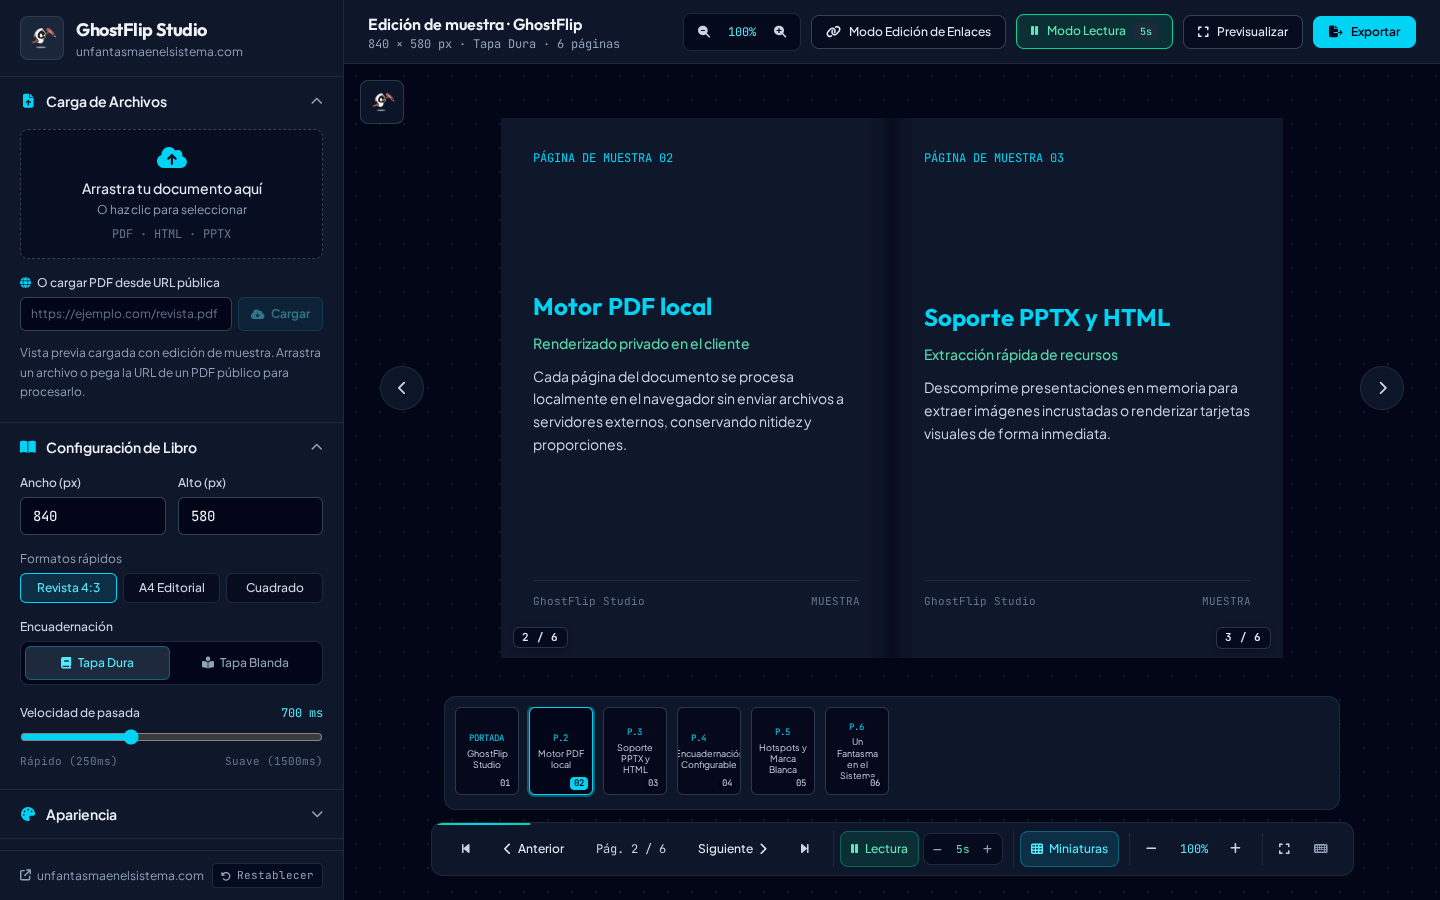 GhostFlip Studio
unfantasmaenelsistema.com
Carga de Archivos
Arrastra tu documento aquí
O haz clic para seleccionar
PDF · HTML · PPTX
O cargar PDF desde URL pública
https://ejemplo.com/revista.pdf
Cargar
Vista previa cargada con edición de muestra. Arrastra
un archivo o pega la URL de un PDF público para
procesarlo.
Configuración de Libro
Ancho (px)
Alto (px)
840
580
Formatos rápidos
Revista 4:3
A4 Editorial
Cuadrado
Encuadernación
Tapa Dura
Tapa Blanda
Velocidad de pasada
700 ms
Rápido (250ms)
Suave (1500ms)
Apariencia
unfantasmaenelsistema.com
Restablecer
Edición de muestra · GhostFlip
840 × 580 px · Tapa Dura · 6 páginas
100%
Modo Edición de Enlaces
Modo Lectura
5s
Previsualizar
Exportar
PÁGINA DE MUESTRA 02
Motor PDF local
Renderizado privado en el cliente
Cada página del documento se procesa
localmente en el navegador sin enviar archivos a
servidores externos, conservando nitidez y
proporciones.
GhostFlip Studio
MUESTRA
2 / 6
PÁGINA DE MUESTRA 03
Soporte PPTX y HTML
Extracción rápida de recursos
Descomprime presentaciones en memoria para
extraer imágenes incrustadas o renderizar tarjetas
visuales de forma inmediata.
GhostFlip Studio
MUESTRA
3 / 6
PORTADA
GhostFlip
Studio
01
P.2
Motor PDF
local
02
P.3
Soporte
PPTX y
HTML
03
P.4
Encuadernación
Configurable
04
P.5
Hotspots y
Marca
Blanca
05
P.6
Un
Fantasma
en el
Sistema
06
Anterior
Pág. 2 / 6
Siguiente
Lectura
5s
Miniaturas
100%